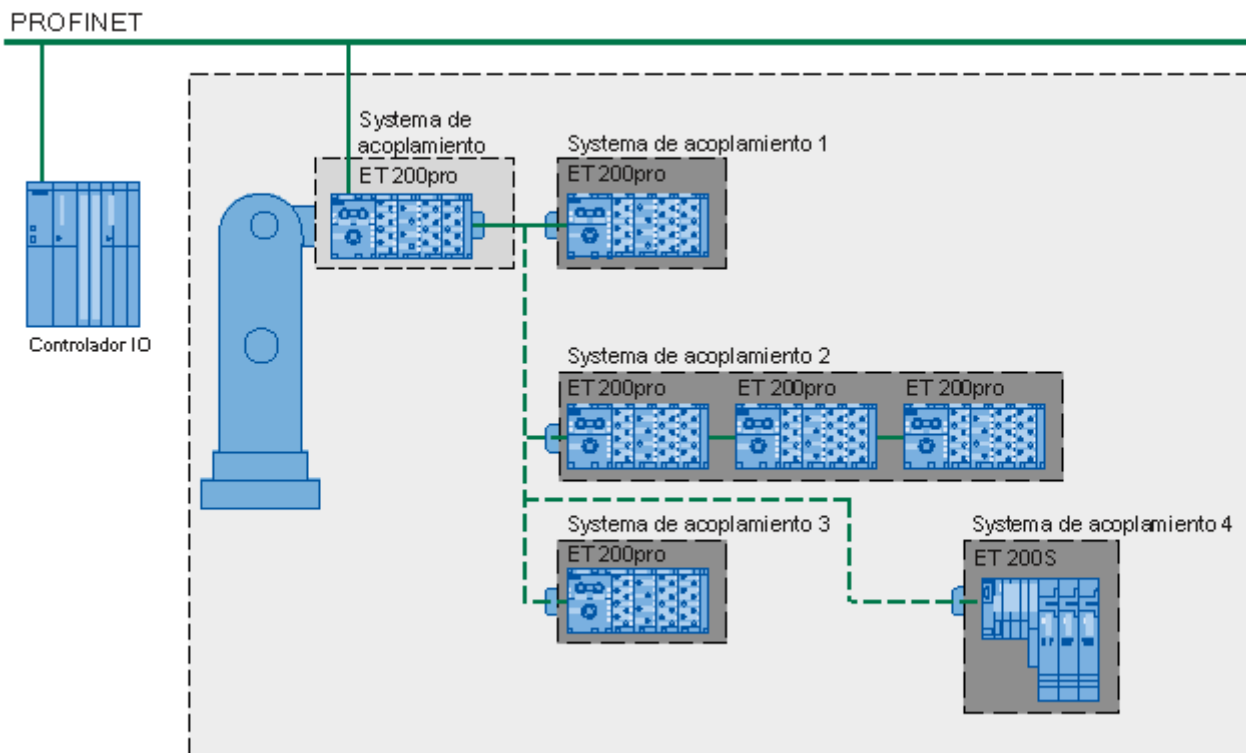 PROFINET
Systema de
acoplamiento
ET 200pro
Systema de acoplamiento 1
ET 200pro
Controlador IO
Systema de acoplamiento 2
ET 200pro
ET 200pro
ET 200pro
Systema de acoplamiento 3
ET 200pro
Systema de acoplamiento 4
ET 200S